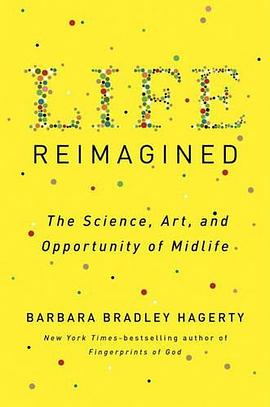 LIFE
REIMAGINED
The Science, Art, and
Opportunity of Midlife
BARBARA BRADLEY HAGERTY
New York Times-bestselling author of
Fingerprints of God